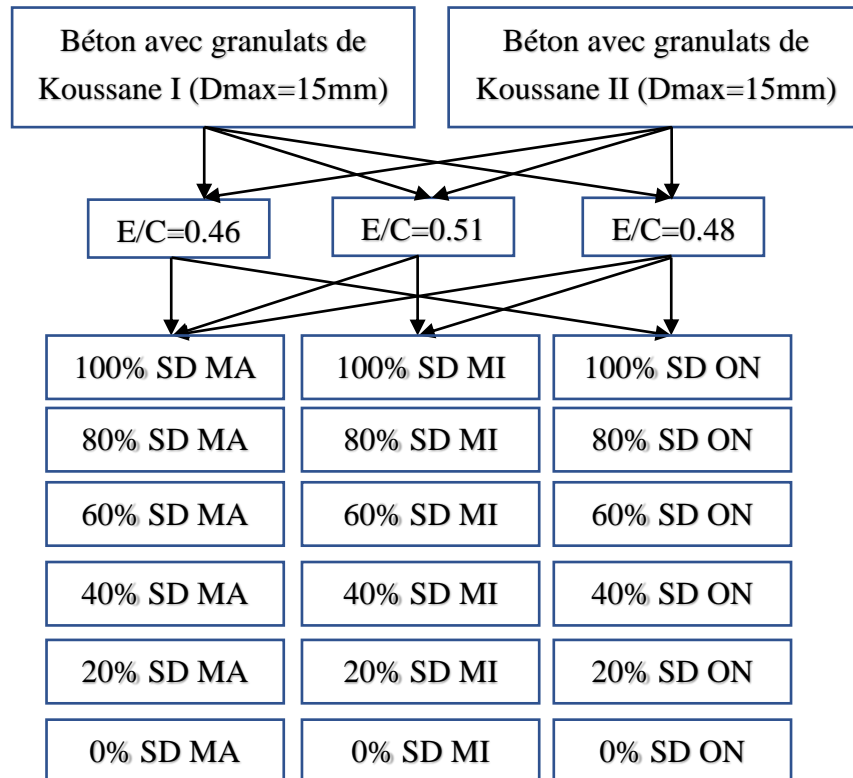 Béton avec granulats de
Koussane I (Dmax=15mm)
Béton avec granulats de
Koussane II (Dmax=15mm)
E/C=0.46
E/C=0.51
E/C=0.48
100% SD MA
100% SD MI
100% SD ON
80% SD MA
80% SD MI
80% SD ON
60% SD MA
60% SD MI
60% SD ON
40% SD MA
40% SD MI
40% SD ON
20% SD MA
20% SD MI
20% SD ON
0% SD MA
0% SD MI
0% SD ON